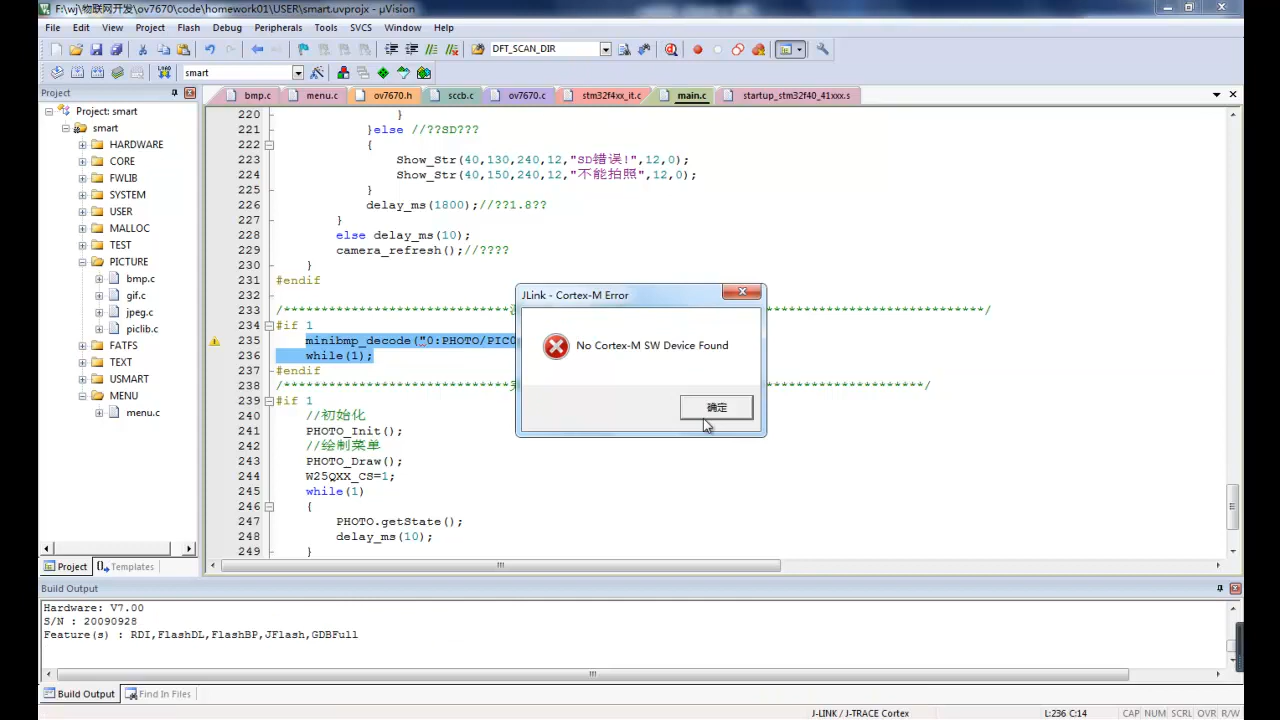 F:\wj\物联网开发\ov7670\code\homework01\USER\smart.uvprojx - µVision
File Edit View Project Flash Debug Peripherals Tools SVCS Window Help
DFT_SCAN_DIR
LOAD
smart
Project
bmp.c menu.c ov7670.h sccb.c ov7670.c stm32f4xx_it.c main.c startup_stm32f40_41xxx.s
Project: smart
smart
HARDWARE
CORE
FWLIB
SYSTEM
USER
MALLOC
TEST
PICTURE
bmp.c
gif.c
jpeg.c
piclib.c
FATFS
TEXT
USMART
MENU
menu.c
Project Templates
220 }
221 }else //??SD???
222 {
223 Show_Str(40,130,240,12,"SD错误!",12,0);
224 Show_Str(40,150,240,12,"不能拍照",12,0);
225 }
226 delay_ms(1800);//??1.8??
227 }
228 else delay_ms(10);
229 camera_refresh();//????
230 }
231 #endif
232
233 /******************************* *******************************/
234 #if 1
235 minibmp_decode("0:PHOTO/PIC0
236 while(1);
237 #endif
238 /******************************* ***********************/
239 #if 1
240 //初始化
241 PHOTO_Init();
242 //绘制菜单
243 PHOTO_Draw();
244 W25QXX_CS=1;
245 while(1)
246 {
247 PHOTO.getState();
248 delay_ms(10);
249 }
JLink - Cortex-M Error
No Cortex-M SW Device Found
确定
Build Output
Hardware: V7.00
S/N : 20090928
Feature(s) : RDI,FlashDL,FlashBP,JFlash,GDBFull
Build Output Find In Files
J-LINK / J-TRACE Cortex L:236 C:14 CAP NUM SCRL OVR R/W